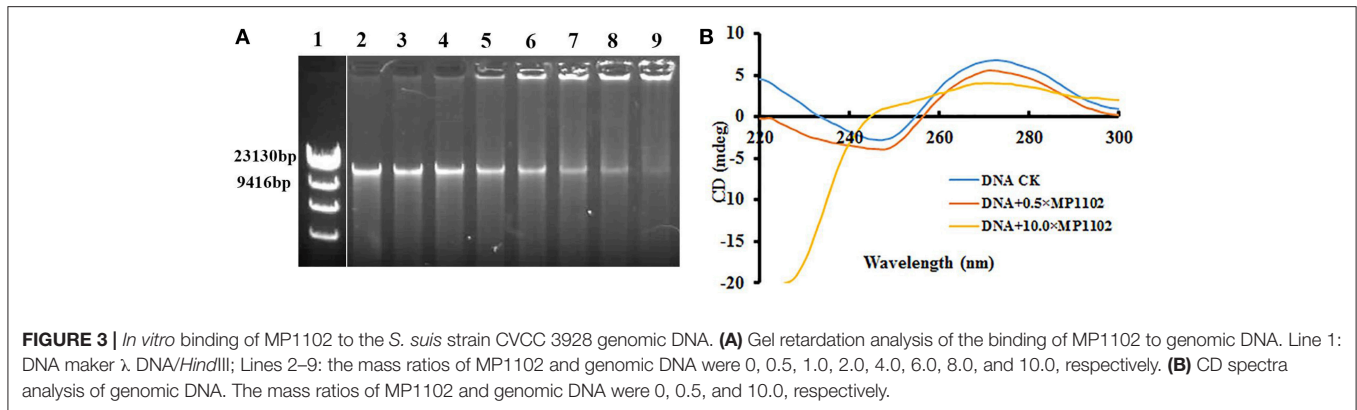 A
B
1 2 3 4 5 6 7 8 9
23130bp
9416bp
10
5
0
-5
-10
-15
-20
220 240 260 280 300
CD (mdeg)
Wavelength (nm)
DNA CK
DNA+0.5×MP1102
DNA+10.0×MP1102
FIGURE 3 | In vitro binding of MP1102 to the S. suis strain CVCC 3928 genomic DNA. (A) Gel retardation analysis of the binding of MP1102 to genomic DNA. Line 1:
DNA maker λ DNA/HindIII; Lines 2–9: the mass ratios of MP1102 and genomic DNA were 0, 0.5, 1.0, 2.0, 4.0, 6.0, 8.0, and 10.0, respectively. (B) CD spectra
analysis of genomic DNA. The mass ratios of MP1102 and genomic DNA were 0, 0.5, and 10.0, respectively.